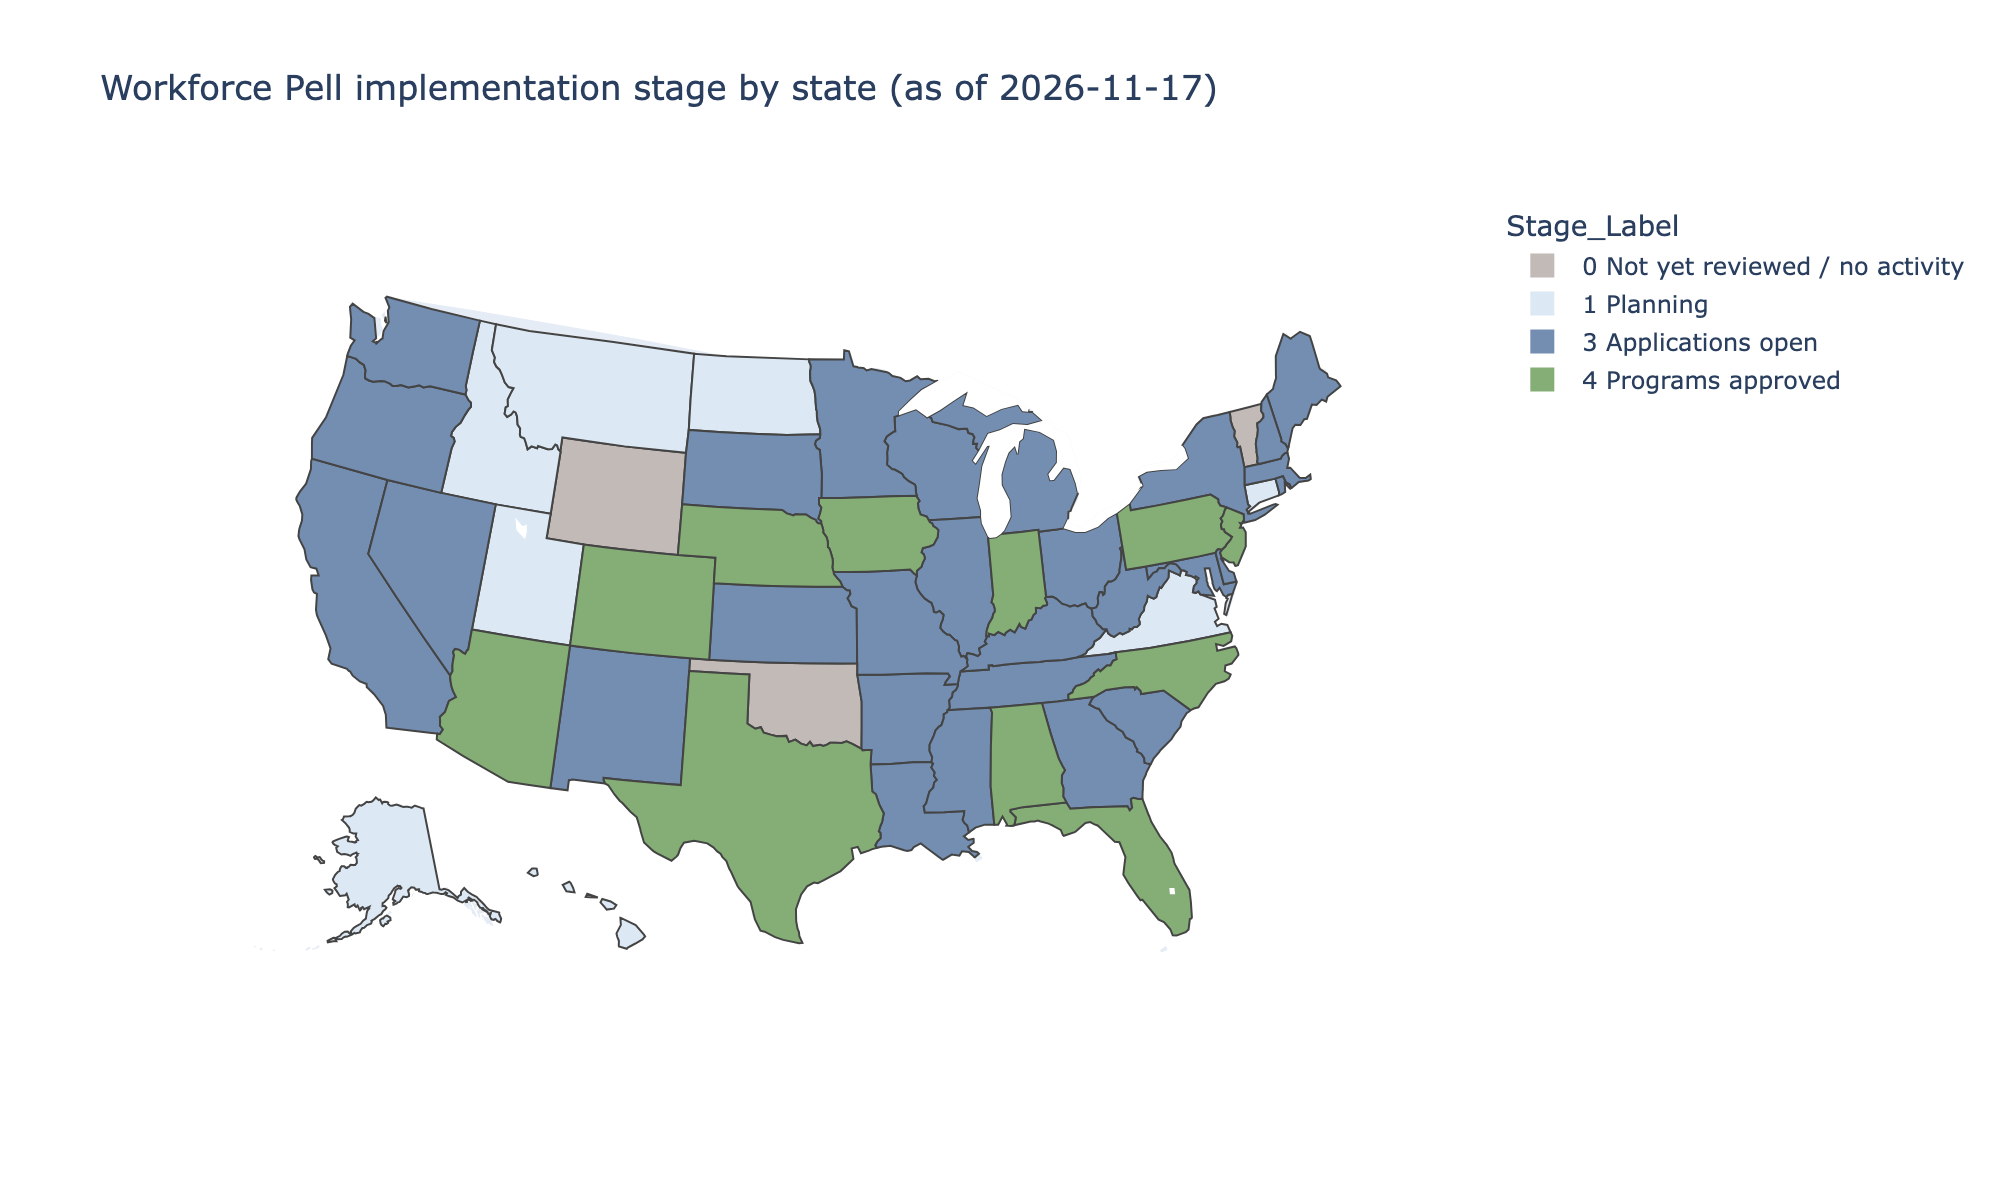 Workforce Pell implementation stage by state (as of 2026-11-17)
Stage_Label
0 Not yet reviewed / no activity
1 Planning
3 Applications open
4 Programs approved